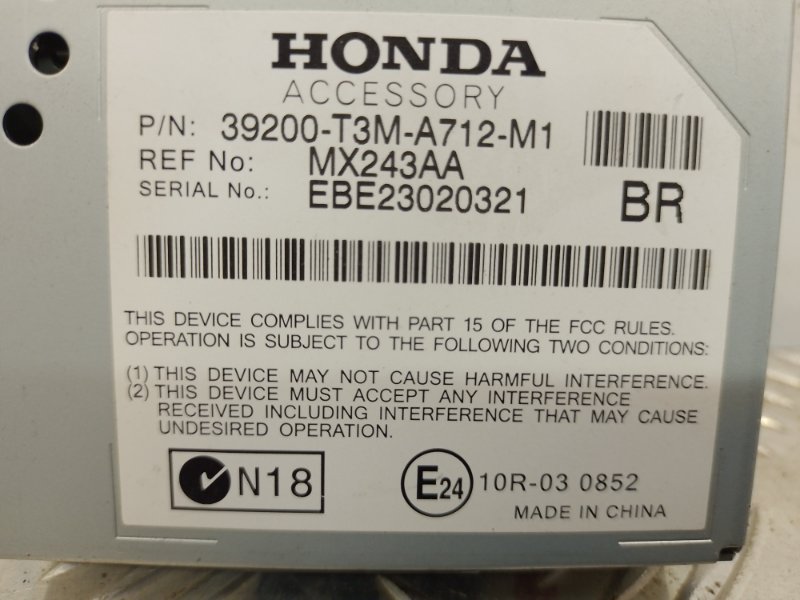 HONDA
ACCESSORY
P/N: 39200-T3M-A712-M1
REF No: MX243AA
SERIAL No.: EBE23020321
BR
THIS DEVICE COMPLIES WITH PART 15 OF THE FCC RULES.
OPERATION IS SUBJECT TO THE FOLLOWING TWO CONDITIONS:
(1) THIS DEVICE MAY NOT CAUSE HARMFUL INTERFERENCE.
(2) THIS DEVICE MUST ACCEPT ANY INTERFERENCE
RECEIVED INCLUDING INTERFERENCE THAT MAY CAUSE
UNDESIRED OPERATION.
N18
E24 10R-03 0852
MADE IN CHINA